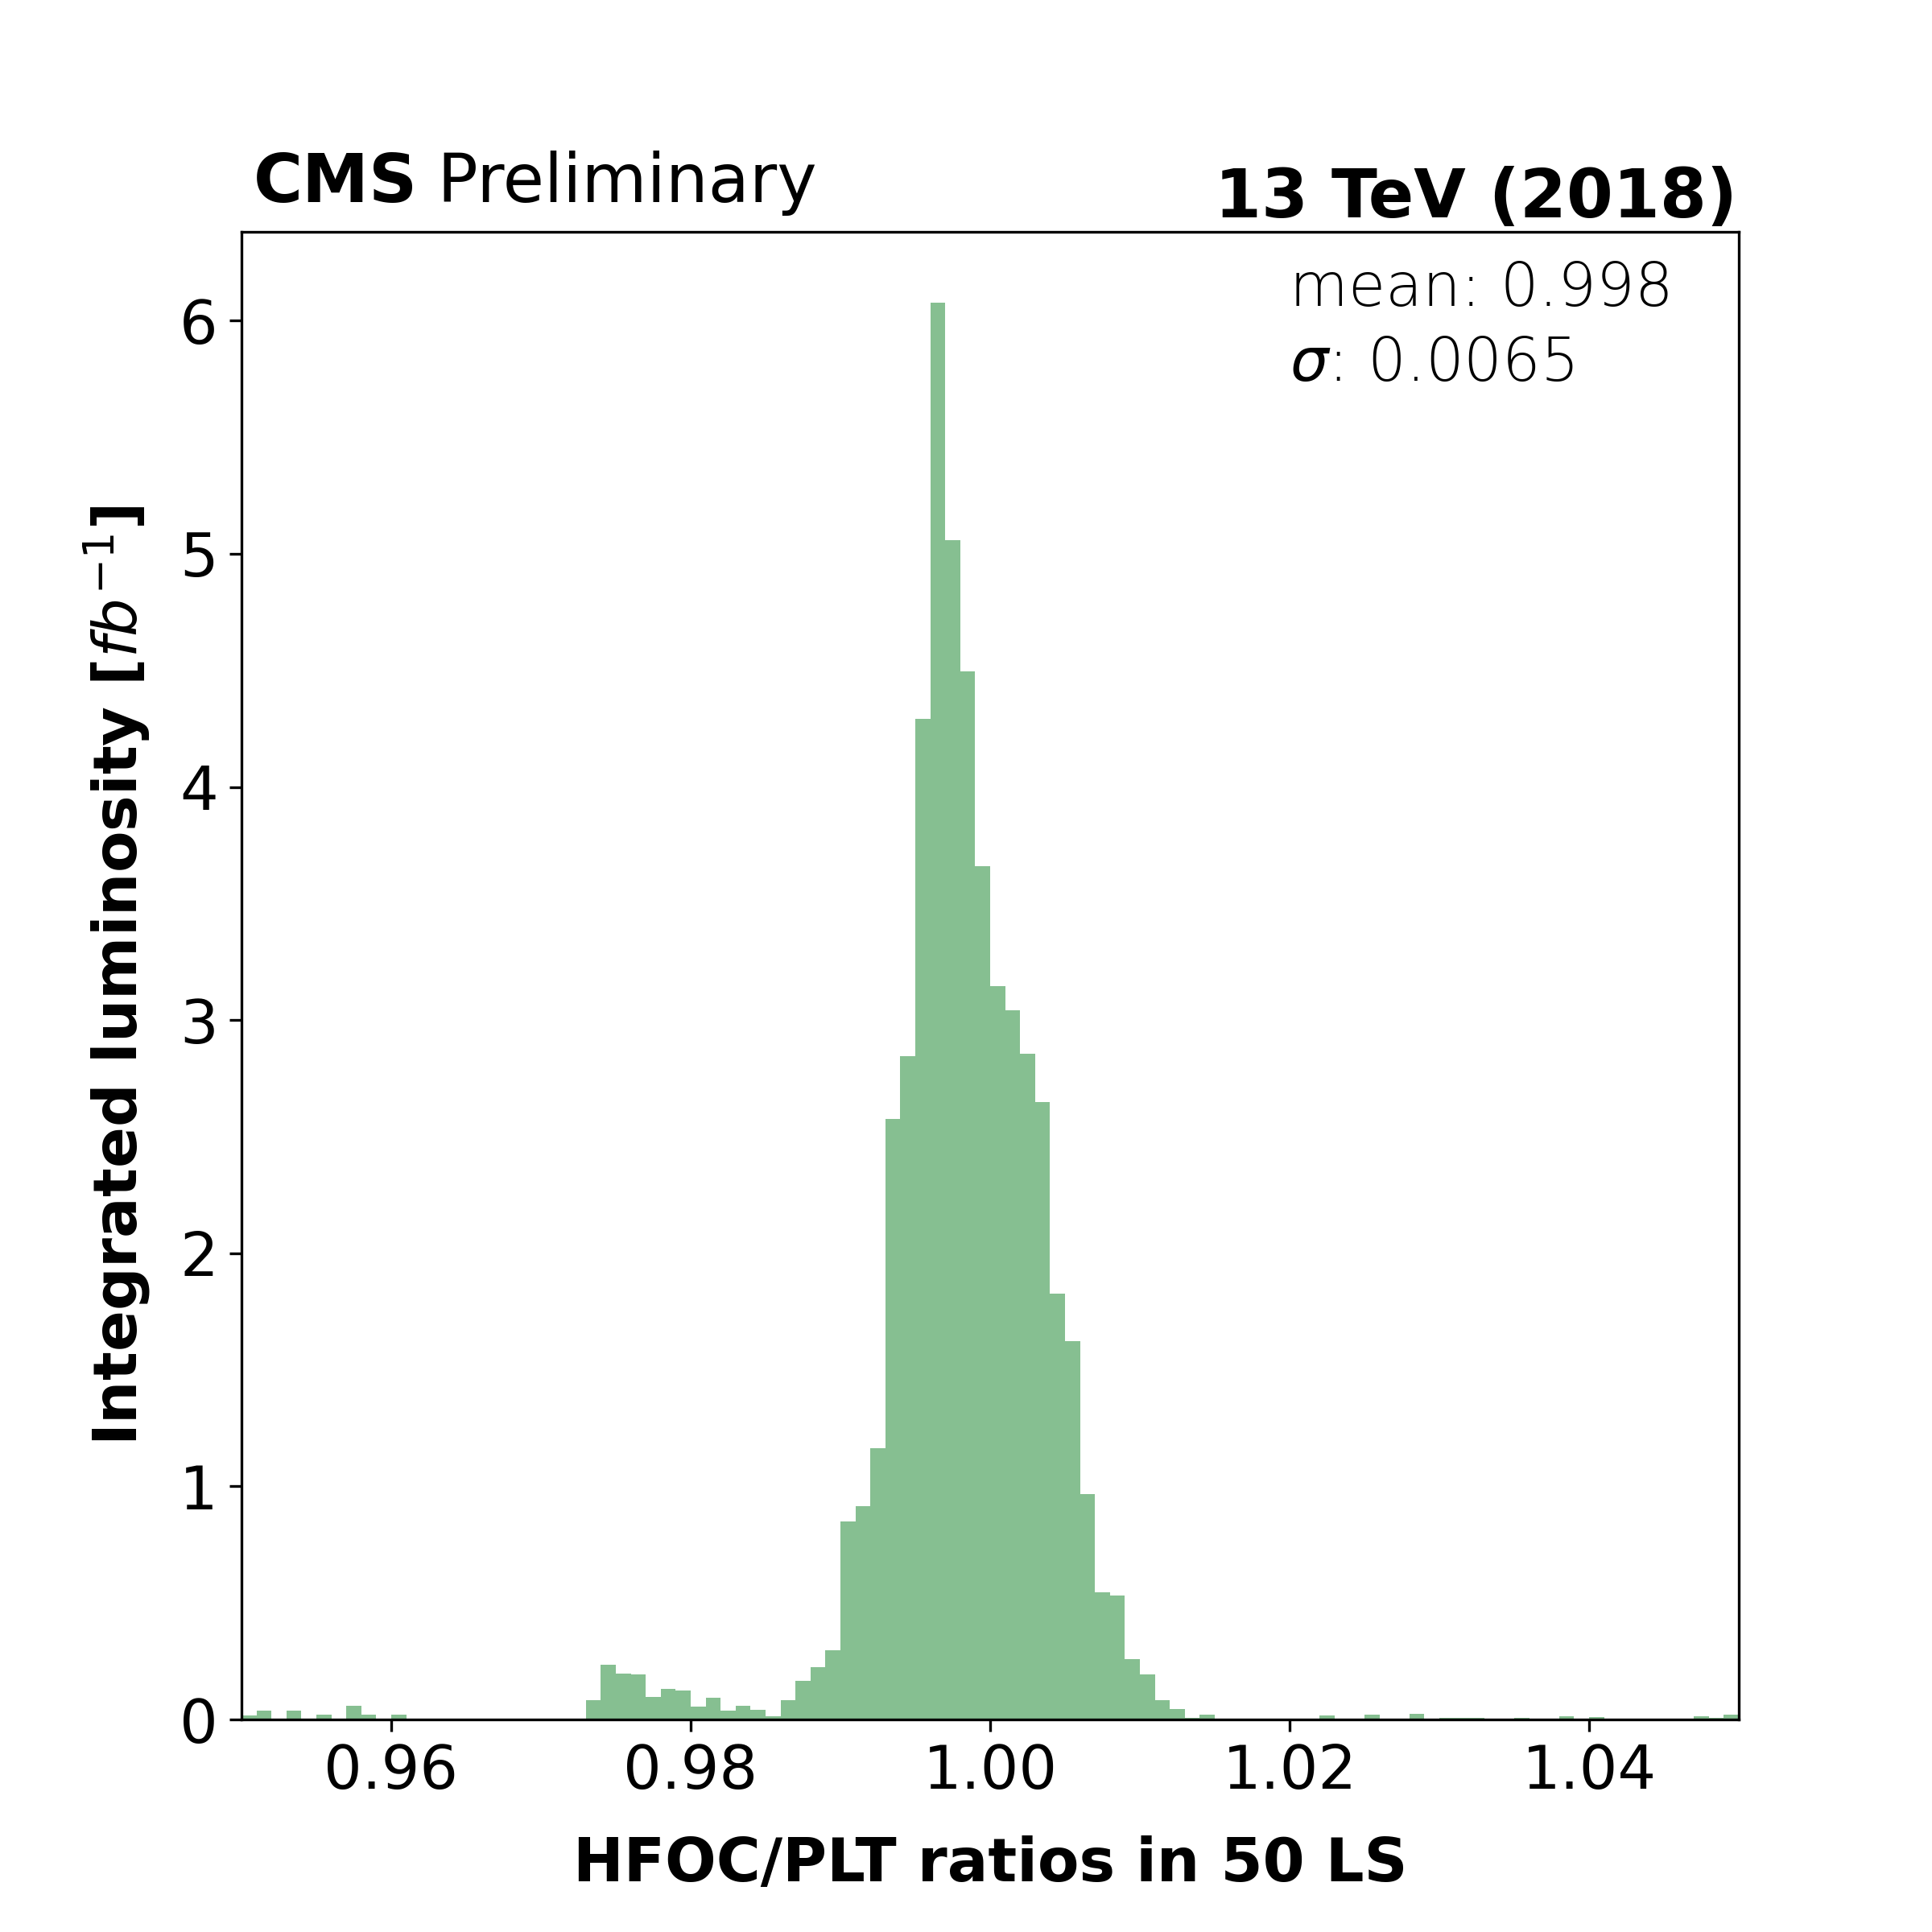 CMS Preliminary
13 TeV (2018)
mean: 0.998
σ: 0.0065
Integrated luminosity [fb⁻¹]
6
5
4
3
2
1
0
0.96 0.98 1.00 1.02 1.04
HFOC/PLT ratios in 50 LS